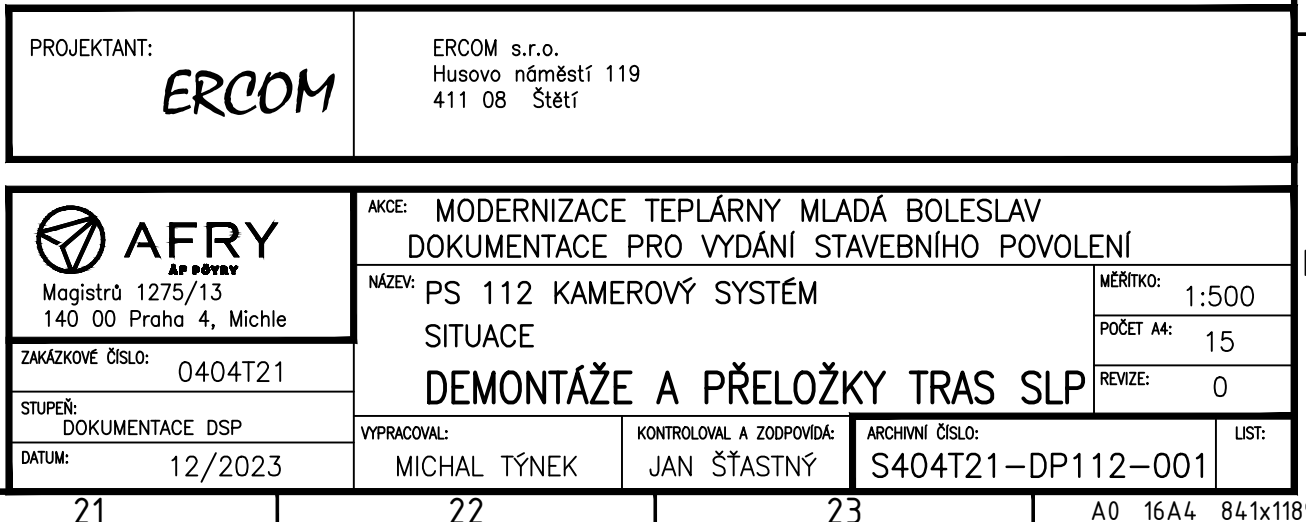 PROJEKTANT:
ERCOM
ERCOM s.r.o.
Husovo náměstí 119
411 08 Štětí
AFRY
ÅF PÖYRY
Magistrů 1275/13
140 00 Praha 4, Michle
AKCE: MODERNIZACE TEPLÁRNY MLADÁ BOLESLAV
DOKUMENTACE PRO VYDÁNÍ STAVEBNÍHO POVOLENÍ
NÁZEV: PS 112 KAMEROVÝ SYSTÉM
SITUACE
DEMONTÁŽE A PŘELOŽKY TRAS SLP
MĚŘÍTKO: 1:500
POČET A4: 15
REVIZE: 0
ZAKÁZKOVÉ ČÍSLO: 0404T21
STUPEŇ:
DOKUMENTACE DSP
DATUM: 12/2023
VYPRACOVAL:
MICHAL TÝNEK
KONTROLOVAL A ZODPOVÍDÁ:
JAN ŠŤASTNÝ
ARCHIVNÍ ČÍSLO:
S404T21-DP112-001
LIST:
21 22 23
A0 16A4 841x118